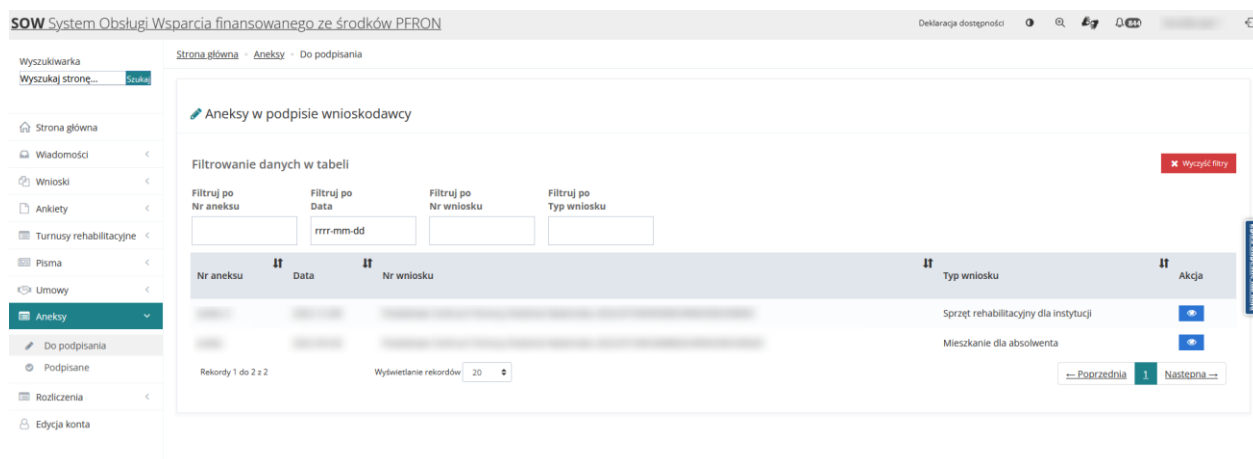 SOW System Obsługi Wsparcia finansowanego ze środków PFRON
Deklaracja dostępności
844
Wyszukiwarka
Wyszukaj stronę... Szukaj
Strona główna
Wiadomości
Wnioski
Ankiety
Turnusy rehabilitacyjne
Pisma
Umowy
Aneksy
Do podpisania
Podpisane
Rozliczenia
Edycja konta
Strona główna Aneksy Do podpisania
Aneksy w podpisie wnioskodawcy
Filtrowanie danych w tabeli
Wyczyść filtry
Filtruj po Nr aneksu
Filtruj po Data
Filtruj po Nr wniosku
Filtruj po Typ wniosku
rrrr-mm-dd
Nr aneksu Data Nr wniosku Typ wniosku Akcja
Sprzęt rehabilitacyjny dla instytucji
Mieszkanie dla absolwenta
Rekordy 1 do 2 z 2
Wyświetlanie rekordów 20
← Poprzednia 1 Następna →